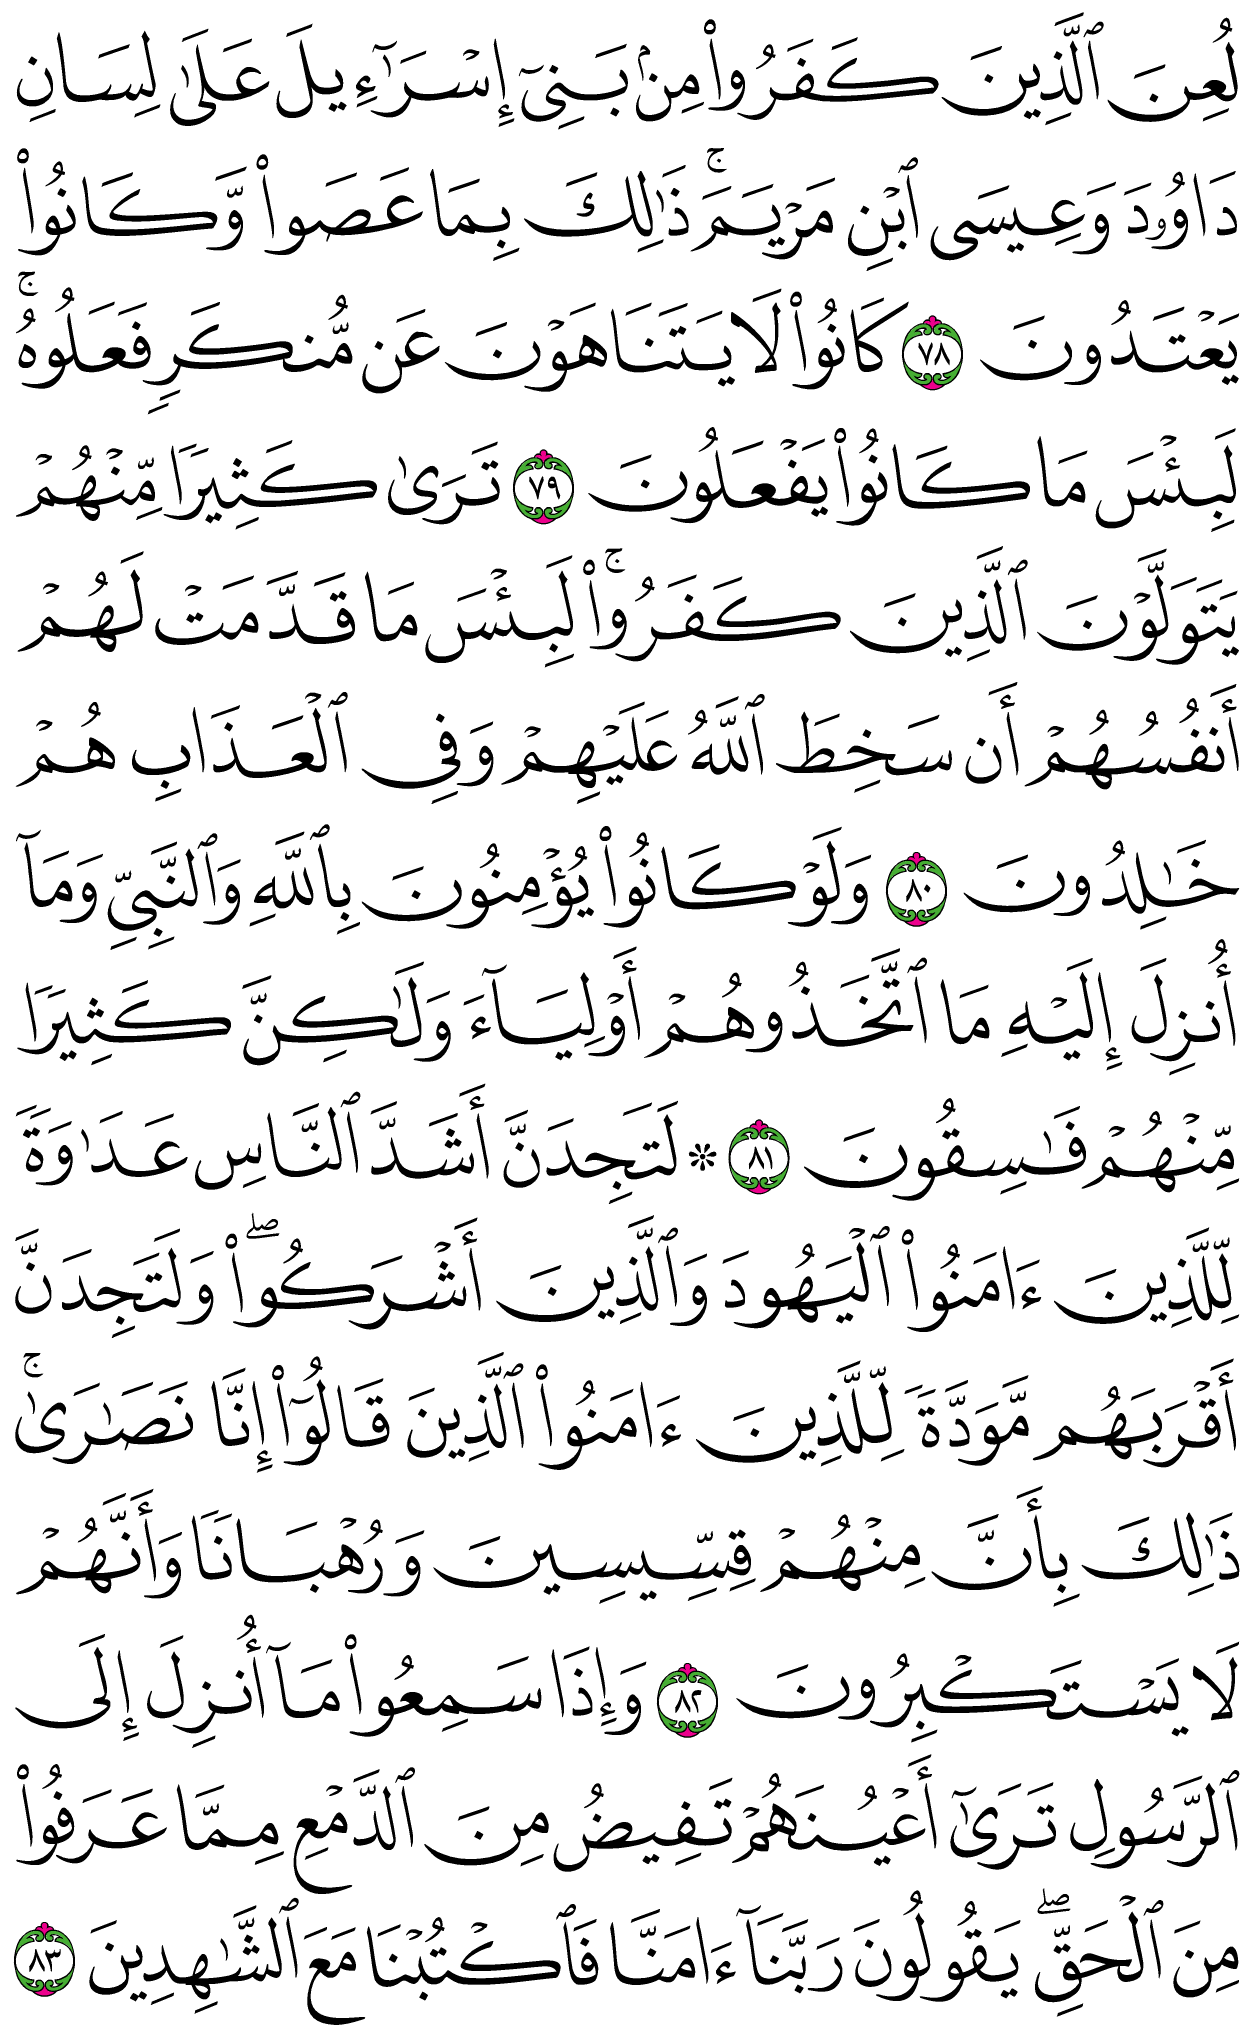 لُعِنَ ٱلَّذِينَ كَفَرُوا۟ مِنۢ بَنِىٓ إِسْرَٰٓءِيلَ عَلَىٰ لِسَانِ
دَاوُۥدَ وَعِيسَى ٱبْنِ مَرْيَمَ ۚ ذَٰلِكَ بِمَا عَصَوا۟ وَّكَانُوا۟
يَعْتَدُونَ ٧٨ كَانُوا۟ لَا يَتَنَاهَوْنَ عَن مُّنكَرٍ فَعَلُوهُ ۚ
لَبِئْسَ مَا كَانُوا۟ يَفْعَلُونَ ٧٩ تَرَىٰ كَثِيرًا مِّنْهُمْ
يَتَوَلَّوْنَ ٱلَّذِينَ كَفَرُوا۟ ۚ لَبِئْسَ مَا قَدَّمَتْ لَهُمْ
أَنفُسُهُمْ أَن سَخِطَ ٱللَّهُ عَلَيْهِمْ وَفِى ٱلْعَذَابِ هُمْ
خَٰلِدُونَ ٨٠ وَلَوْ كَانُوا۟ يُؤْمِنُونَ بِٱللَّهِ وَٱلنَّبِىِّ وَمَآ
أُنزِلَ إِلَيْهِ مَا ٱتَّخَذُوهُمْ أَوْلِيَآءَ وَلَٰكِنَّ كَثِيرًا
مِّنْهُمْ فَٰسِقُونَ ٨١ ۞ لَتَجِدَنَّ أَشَدَّ ٱلنَّاسِ عَدَٰوَةً
لِّلَّذِينَ ءَامَنُوا۟ ٱلْيَهُودَ وَٱلَّذِينَ أَشْرَكُوا۟ ۖ وَلَتَجِدَنَّ
أَقْرَبَهُم مَّوَدَّةً لِّلَّذِينَ ءَامَنُوا۟ ٱلَّذِينَ قَالُوٓا۟ إِنَّا نَصَٰرَىٰ ۚ
ذَٰلِكَ بِأَنَّ مِنْهُمْ قِسِّيسِينَ وَرُهْبَانًا وَأَنَّهُمْ
لَا يَسْتَكْبِرُونَ ٨٢ وَإِذَا سَمِعُوا۟ مَآ أُنزِلَ إِلَى
ٱلرَّسُولِ تَرَىٰٓ أَعْيُنَهُمْ تَفِيضُ مِنَ ٱلدَّمْعِ مِمَّا عَرَفُوا۟
مِنَ ٱلْحَقِّ ۖ يَقُولُونَ رَبَّنَآ ءَامَنَّا فَٱكْتُبْنَا مَعَ ٱلشَّٰهِدِينَ ٨٣